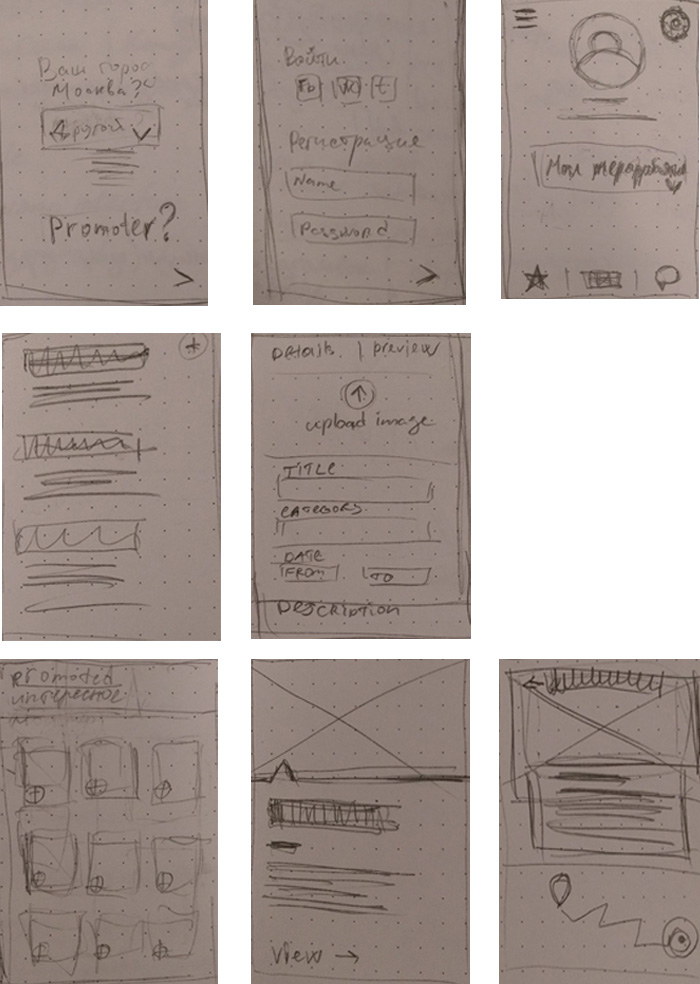 Ваш город
Москва?
Другой
Promoter?
Войти
Fb VK t
Регистрация
Name
Password
Мои
Details | preview
upload image
TITLE
CATEGORY
DATE
FROM TO
DESCRIPTION
Promoted
интересное
View →